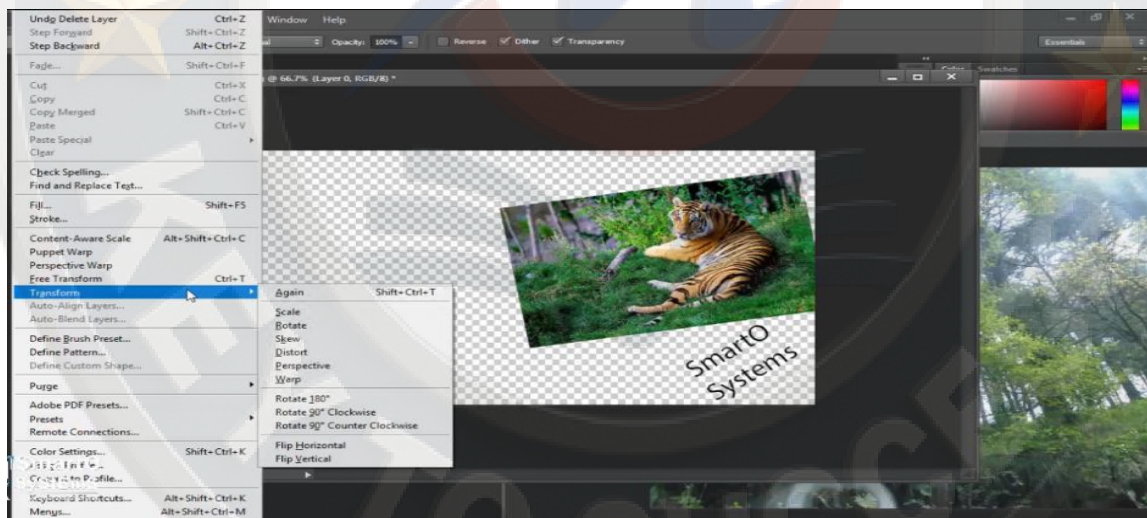 Undo Delete Layer Ctrl+Z
Step Forward Shift+Ctrl+Z
Step Backward Alt+Ctrl+Z
Fade... Shift+Ctrl+F
Cut Ctrl+X
Copy Ctrl+C
Copy Merged Shift+Ctrl+C
Paste Ctrl+V
Paste Special
Clear
Check Spelling...
Find and Replace Text...
Fill... Shift+F5
Stroke...
Content-Aware Scale Alt+Shift+Ctrl+C
Puppet Warp
Perspective Warp
Free Transform Ctrl+T
Transform
Auto-Align Layers...
Auto-Blend Layers...
Define Brush Preset...
Define Pattern...
Define Custom Shape...
Purge
Adobe PDF Presets...
Presets
Remote Connections...
Color Settings... Shift+Ctrl+K
Profile...
Keyboard Shortcuts... Alt+Shift+Ctrl+K
Menus... Alt+Shift+Ctrl+M
Again Shift+Ctrl+T
Scale
Rotate
Skew
Distort
Perspective
Warp
Rotate 180°
Rotate 90° Clockwise
Rotate 90° Counter Clockwise
Flip Horizontal
Flip Vertical
Window Help
Opacity: 100% Reverse Dither Transparency
Essentials
@ 66.7% (Layer 0, RGB/8) *
Color Swatches
SmartO
Systems